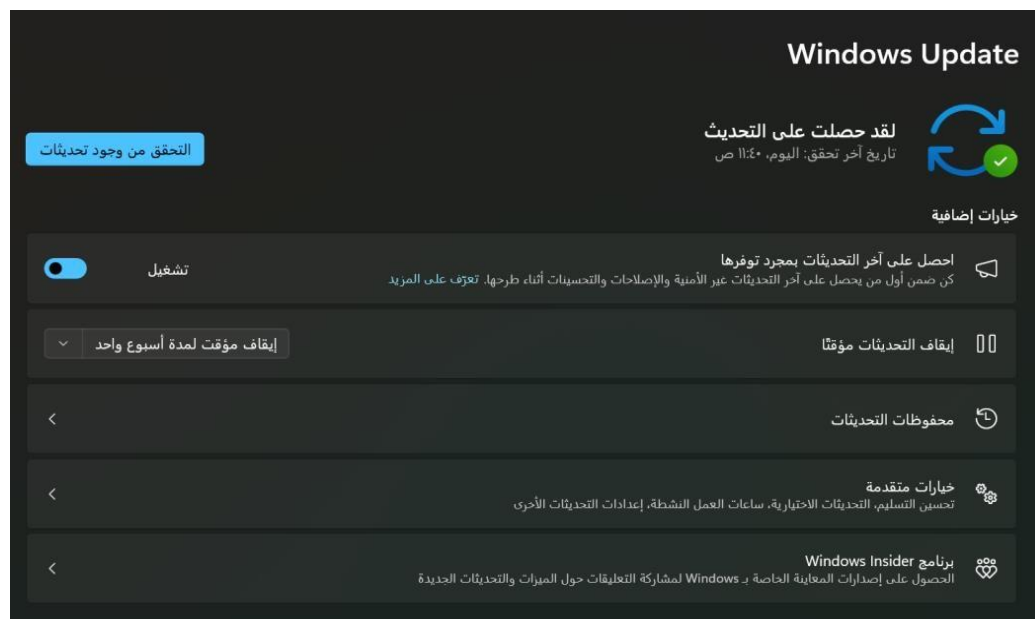 Windows Update
لقد حصلت على التحديث
تاريخ آخر تحقق: اليوم، ١١:٤٠ ص
التحقق من وجود تحديثات
خيارات إضافية
احصل على آخر التحديثات بمجرد توفرها
كن ضمن أول من يحصل على آخر التحديثات غير الأمنية والإصلاحات والتحسينات أثناء طرحها. تعرّف على المزيد
تشغيل
إيقاف التحديثات مؤقتًا
إيقاف مؤقت لمدة أسبوع واحد
محفوظات التحديثات
خيارات متقدمة
تحسين التسليم، التحديثات الاختيارية، ساعات العمل النشطة، إعدادات التحديثات الأخرى
برنامج Windows Insider
الحصول على إصدارات المعاينة الخاصة بـ Windows لمشاركة التعليقات حول الميزات والتحديثات الجديدة